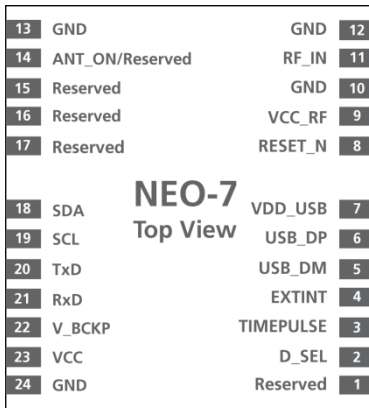 13 GND GND 12
14 ANT_ON/Reserved RF_IN 11
15 Reserved GND 10
16 Reserved VCC_RF 9
17 Reserved RESET_N 8
NEO-7
Top View
18 SDA VDD_USB 7
19 SCL USB_DP 6
20 TxD USB_DM 5
21 RxD EXTINT 4
22 V_BCKP TIMEPULSE 3
23 VCC D_SEL 2
24 GND Reserved 1